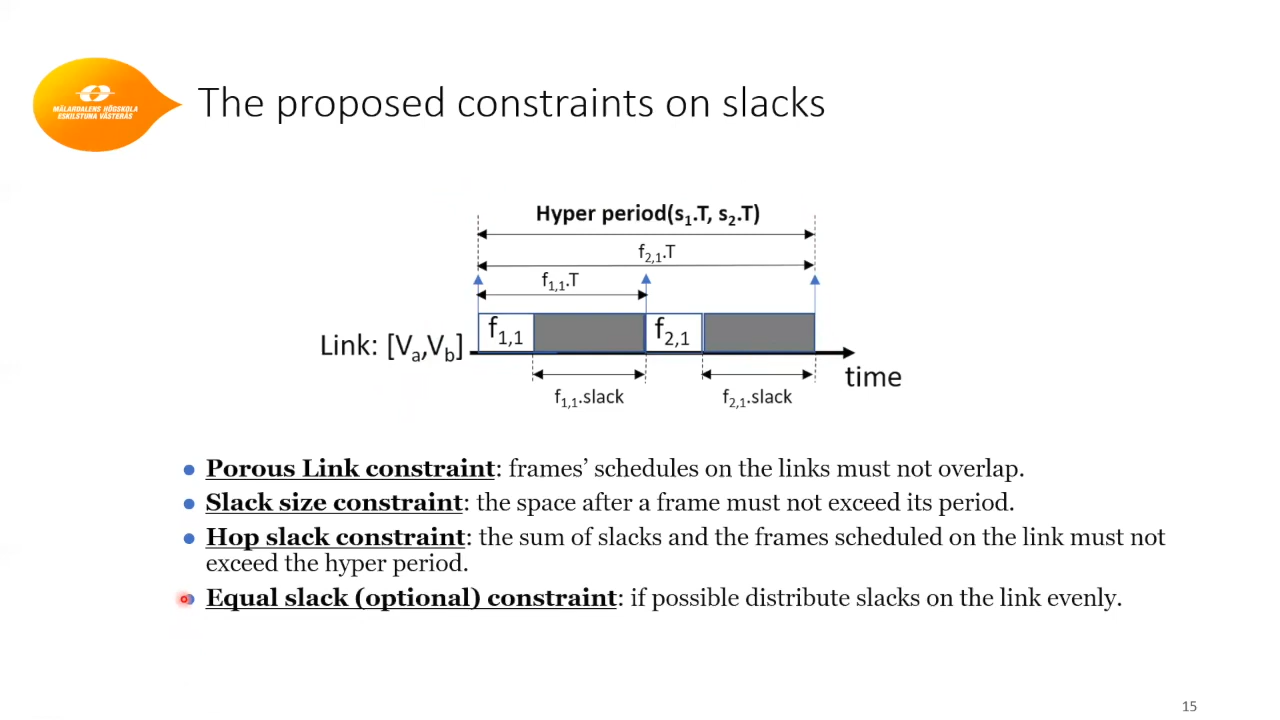 MÄLARDALENS HÖGSKOLA
ESKILSTUNA VÄSTERÅS
The proposed constraints on slacks
Hyper period(s1.T, s2.T)
f2,1.T
f1,1.T
Link: [Va,Vb]
f1,1
f2,1
time
f1,1.slack
f2,1.slack
● Porous Link constraint: frames’ schedules on the links must not overlap.
● Slack size constraint: the space after a frame must not exceed its period.
● Hop slack constraint: the sum of slacks and the frames scheduled on the link must not
exceed the hyper period.
● Equal slack (optional) constraint: if possible distribute slacks on the link evenly.
15